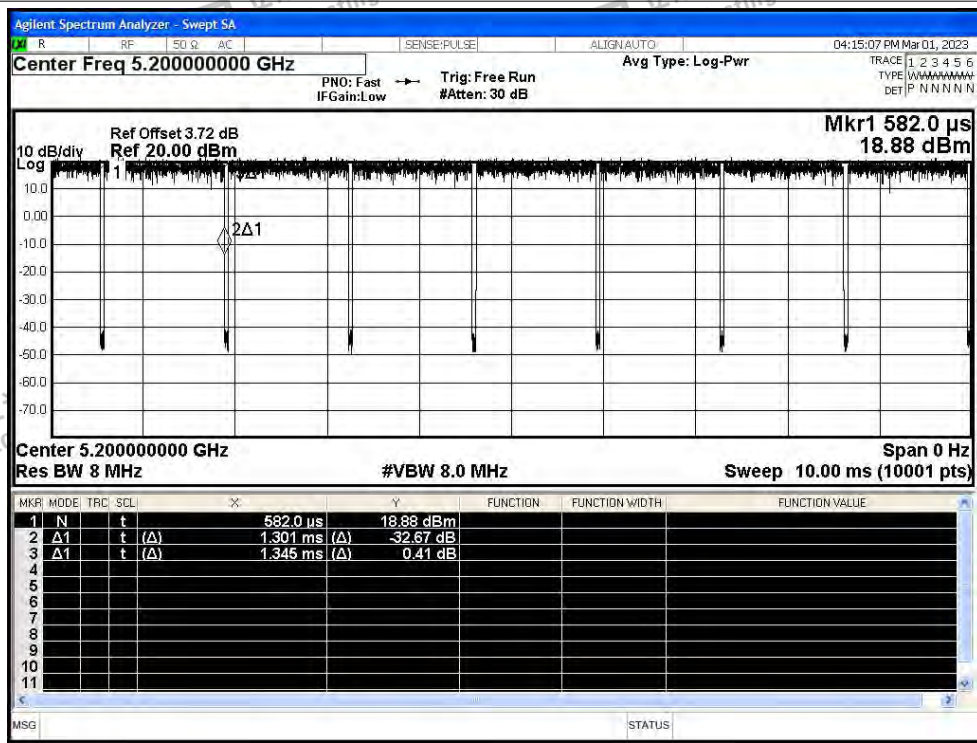 Agilent Spectrum Analyzer - Swept SA
R RF 50 Ω AC SENSE:PULSE ALIGN AUTO 04:15:07 PM Mar 01, 2023
Center Freq 5.200000000 GHz
PNO: Fast
IFGain:Low
Trig: Free Run
#Atten: 30 dB
Avg Type: Log-Pwr
TRACE 1 2 3 4 5 6
TYPE
DET P N N N N N
Mkr1 582.0 µs
18.88 dBm
Ref Offset 3.72 dB
10 dB/div Ref 20.00 dBm
Log
1
10.0
0.00
2Δ1
-10.0
-20.0
-30.0
-40.0
-50.0
-60.0
-70.0
Center 5.200000000 GHz Span 0 Hz
Res BW 8 MHz #VBW 8.0 MHz Sweep 10.00 ms (10001 pts)
MKR MODE TRC SCL X Y FUNCTION FUNCTION WIDTH FUNCTION VALUE
1 N t 582.0 µs 18.88 dBm
2 Δ1 t (Δ) 1.301 ms (Δ) -32.67 dB
3 Δ1 t (Δ) 1.345 ms (Δ) 0.41 dB
4
5
6
7
8
9
10
11
MSG STATUS